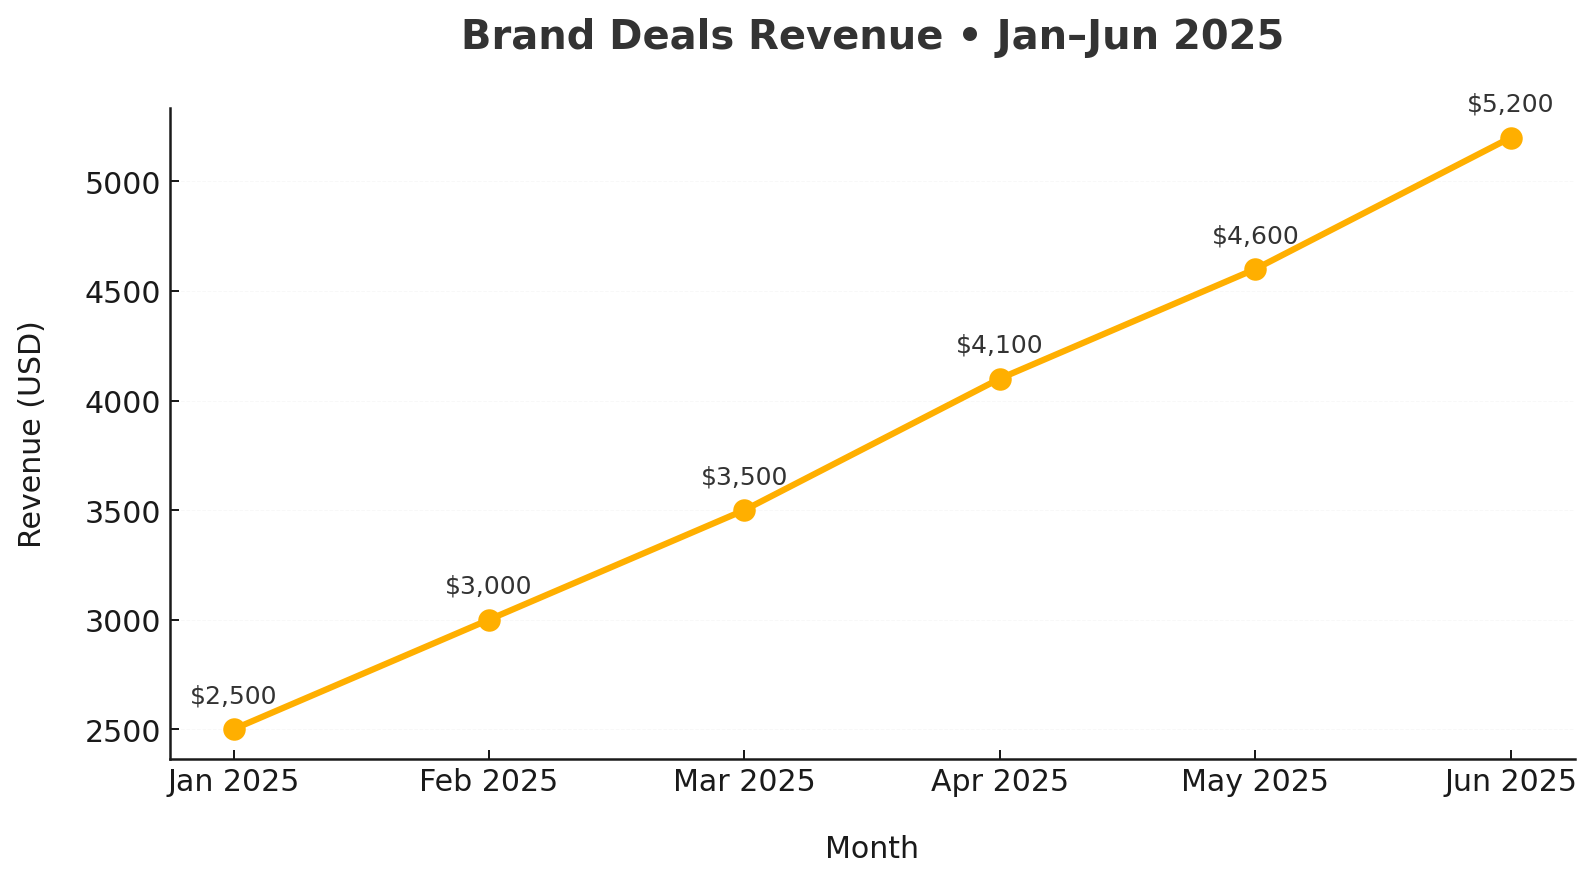 Brand Deals Revenue • Jan–Jun 2025
Revenue (USD)
5000
4500
4000
3500
3000
2500
$2,500
$3,000
$3,500
$4,100
$4,600
$5,200
Jan 2025
Feb 2025
Mar 2025
Apr 2025
May 2025
Jun 2025
Month